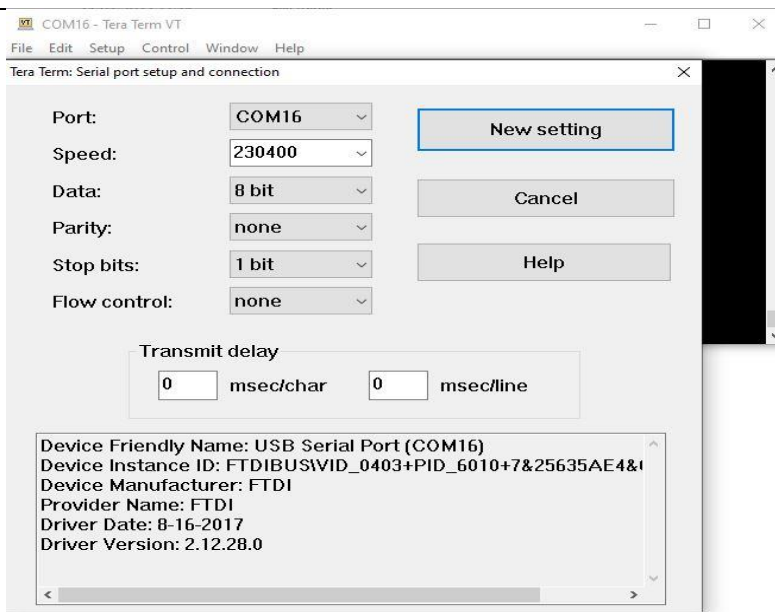 COM16 - Tera Term VT
File Edit Setup Control Window Help
Tera Term: Serial port setup and connection
Port: COM16
New setting
Speed: 230400
Data: 8 bit
Cancel
Parity: none
Stop bits: 1 bit
Help
Flow control: none
Transmit delay
0 msec/char 0 msec/line
Device Friendly Name: USB Serial Port (COM16)
Device Instance ID: FTDIBUS\VID_0403+PID_6010+7&25635AE4&
Device Manufacturer: FTDI
Provider Name: FTDI
Driver Date: 8-16-2017
Driver Version: 2.12.28.0